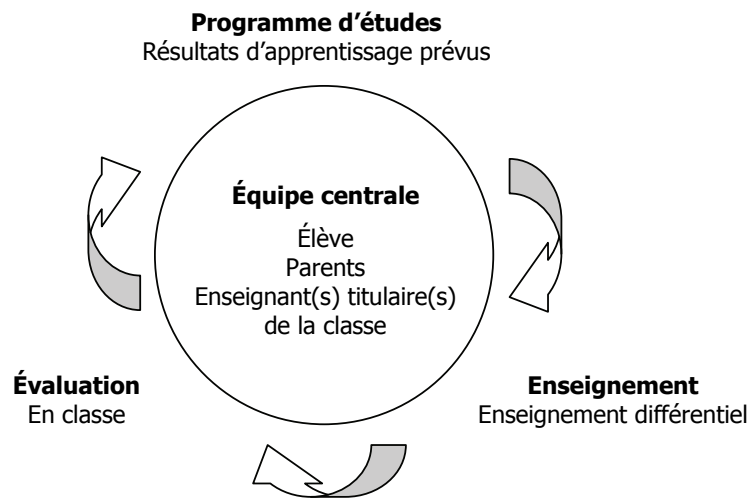 Programme d'études
Résultats d'apprentissage prévus
Équipe centrale
Élève
Parents
Enseignant(s) titulaire(s)
de la classe
Évaluation
En classe
Enseignement
Enseignement différentiel